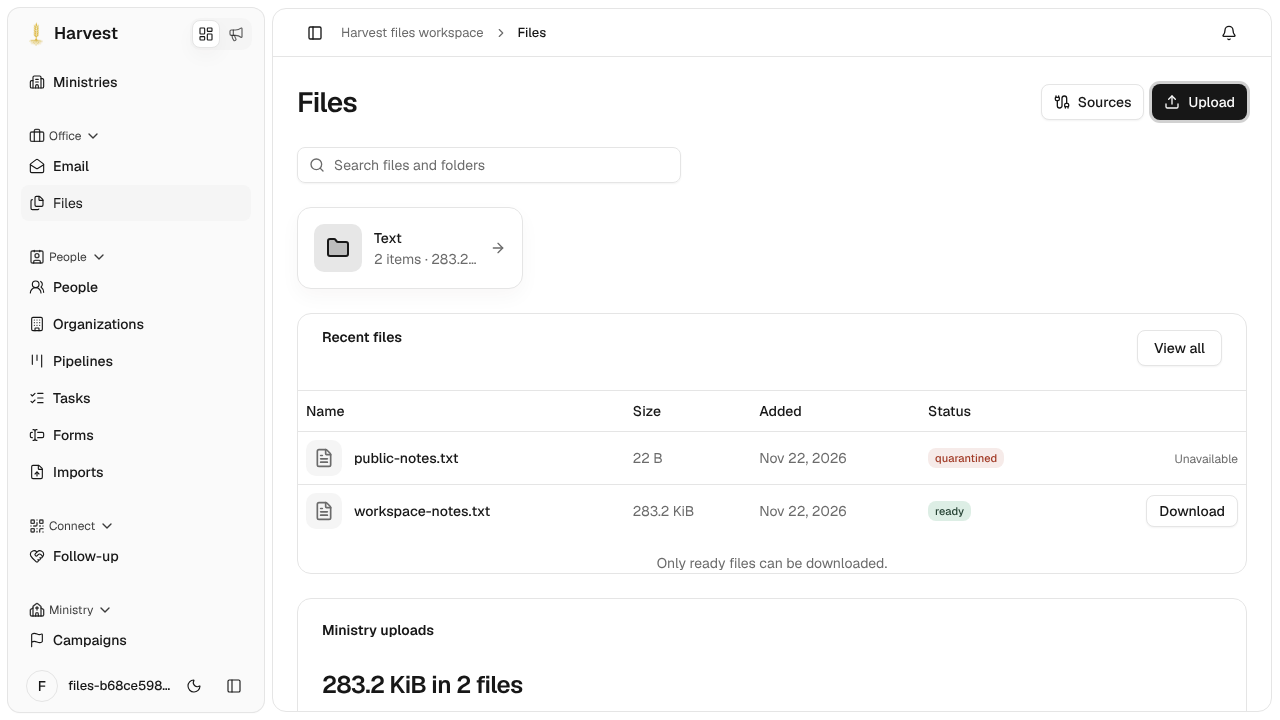 Harvest
Ministries
Office
Email
Files
People
People
Organizations
Pipelines
Tasks
Forms
Imports
Connect
Follow-up
Ministry
Campaigns
F files-b68ce598…
Harvest files workspace > Files
Files
Sources
Upload
Search files and folders
Text
2 items · 283.2…
Recent files
View all
Name Size Added Status
public-notes.txt 22 B Nov 22, 2026 quarantined Unavailable
workspace-notes.txt 283.2 KiB Nov 22, 2026 ready Download
Only ready files can be downloaded.
Ministry uploads
283.2 KiB in 2 files